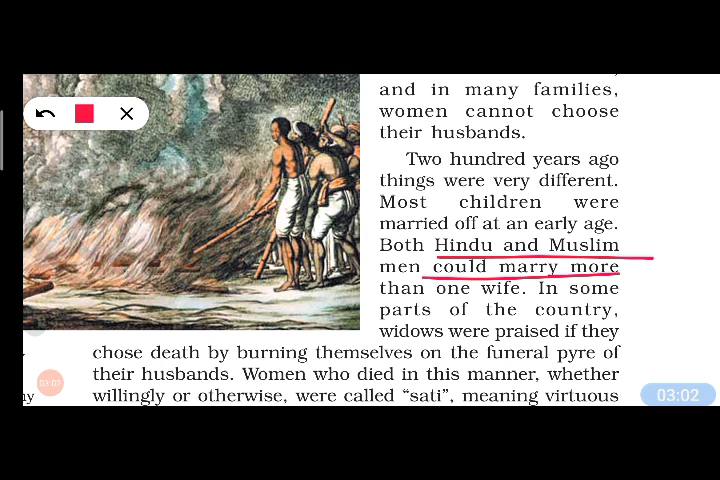 and in many families,
women cannot choose
their husbands.
Two hundred years ago
things were very different.
Most children were
married off at an early age.
Both Hindu and Muslim
men could marry more
than one wife. In some
parts of the country,
widows were praised if they
chose death by burning themselves on the funeral pyre of
their husbands. Women who died in this manner, whether
willingly or otherwise, were called “sati”, meaning virtuous
03:07
03:02